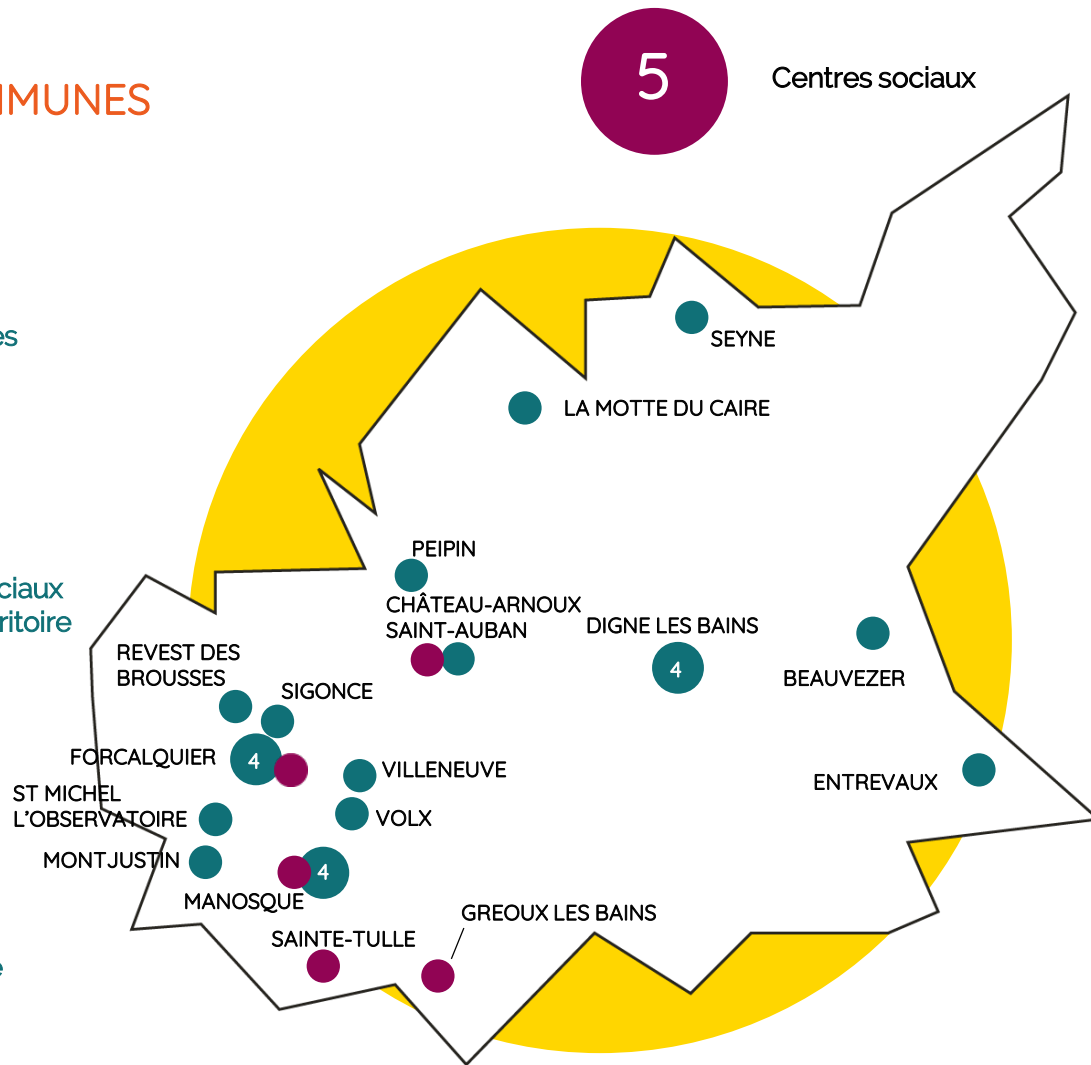 5
Centres sociaux
MUNES
SEYNE
LA MOTTE DU CAIRE
PEIPIN
CHÂTEAU-ARNOUX
SAINT-AUBAN
DIGNE LES BAINS
4
BEAUVEZER
ciaux
ritoire
REVEST DES
BROUSSES
SIGONCE
FORCALQUIER
4
VILLENEUVE
ENTREVAUX
ST MICHEL
L'OBSERVATOIRE
VOLX
MONTJUSTIN
4
MANOSQUE
GREOUX LES BAINS
SAINTE-TULLE